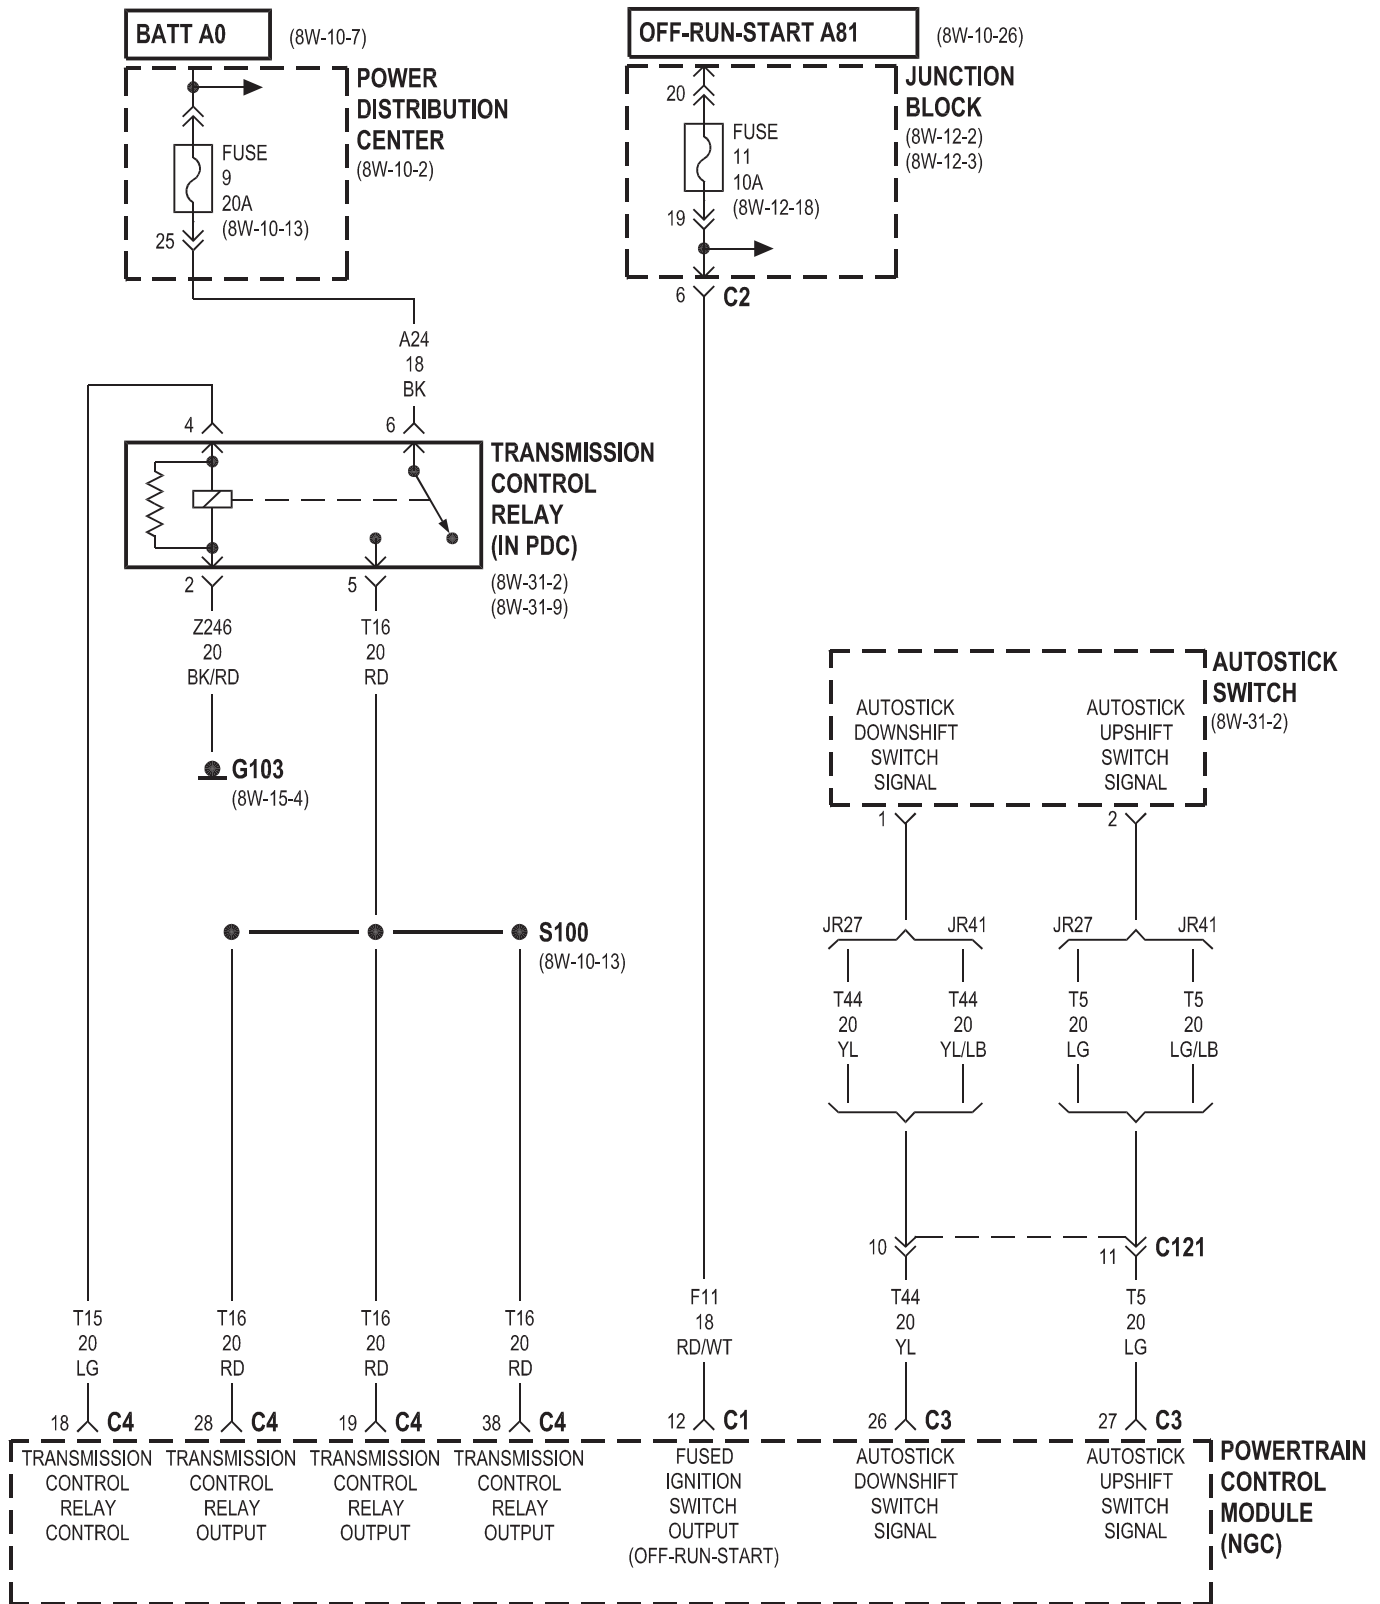 BATT A0
(8W-10-7)
OFF-RUN-START A81
(8W-10-26)
POWER
DISTRIBUTION
CENTER
(8W-10-2)
FUSE
9
20A
(8W-10-13)
25
20
FUSE
11
10A
(8W-12-18)
19
JUNCTION
BLOCK
(8W-12-2)
(8W-12-3)
6
C2
A24
18
BK
4
6
TRANSMISSION
CONTROL
RELAY
(IN PDC)
(8W-31-2)
(8W-31-9)
2
5
Z246
20
BK/RD
T16
20
RD
G103
(8W-15-4)
AUTOSTICK
SWITCH
(8W-31-2)
AUTOSTICK
DOWNSHIFT
SWITCH
SIGNAL
AUTOSTICK
UPSHIFT
SWITCH
SIGNAL
1
2
S100
(8W-10-13)
JR27
JR41
JR27
JR41
T44
20
YL
T44
20
YL/LB
T5
20
LG
T5
20
LG/LB
10
11
C121
T15
20
LG
T16
20
RD
T16
20
RD
T16
20
RD
F11
18
RD/WT
T44
20
YL
T5
20
LG
18
C4
28
C4
19
C4
38
C4
12
C1
26
C3
27
C3
TRANSMISSION
CONTROL
RELAY
CONTROL
TRANSMISSION
CONTROL
RELAY
OUTPUT
TRANSMISSION
CONTROL
RELAY
OUTPUT
TRANSMISSION
CONTROL
RELAY
OUTPUT
FUSED
IGNITION
SWITCH
OUTPUT
(OFF-RUN-START)
AUTOSTICK
DOWNSHIFT
SWITCH
SIGNAL
AUTOSTICK
UPSHIFT
SWITCH
SIGNAL
POWERTRAIN
CONTROL
MODULE
(NGC)